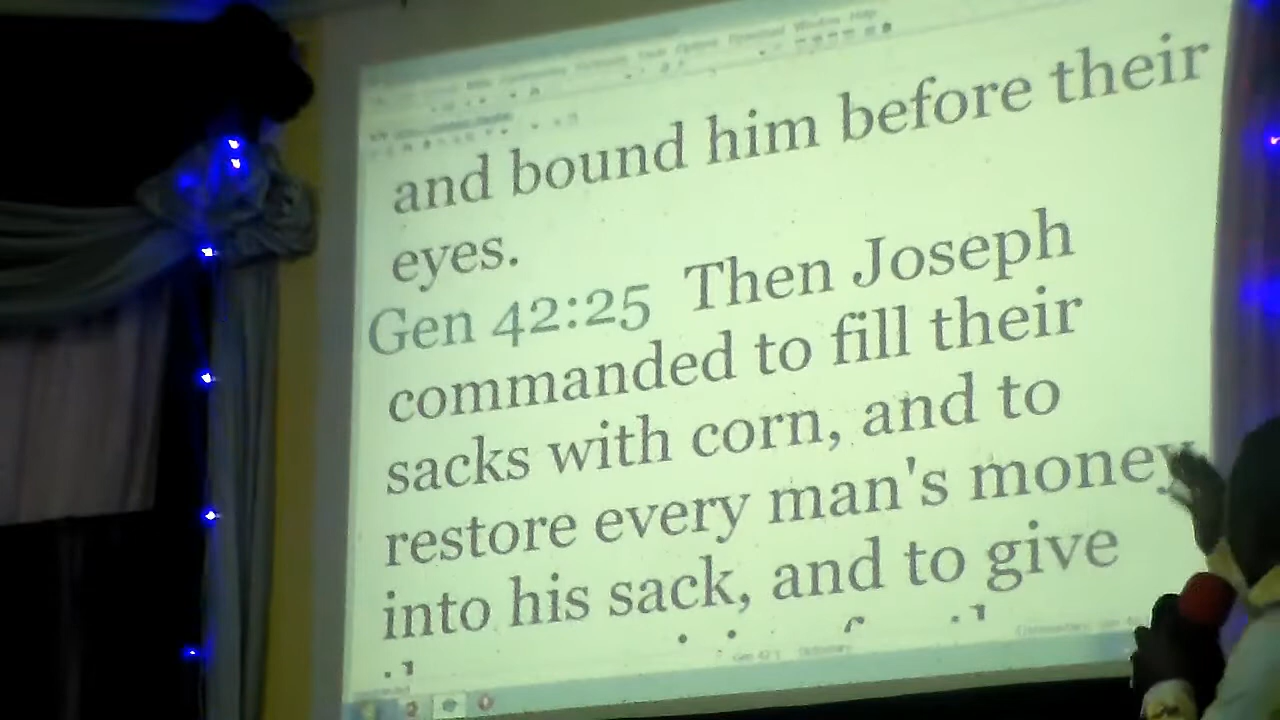 and bound him before their
eyes.
Gen 42:25 Then Joseph
commanded to fill their
sacks with corn, and to
restore every man's money
into his sack, and to give